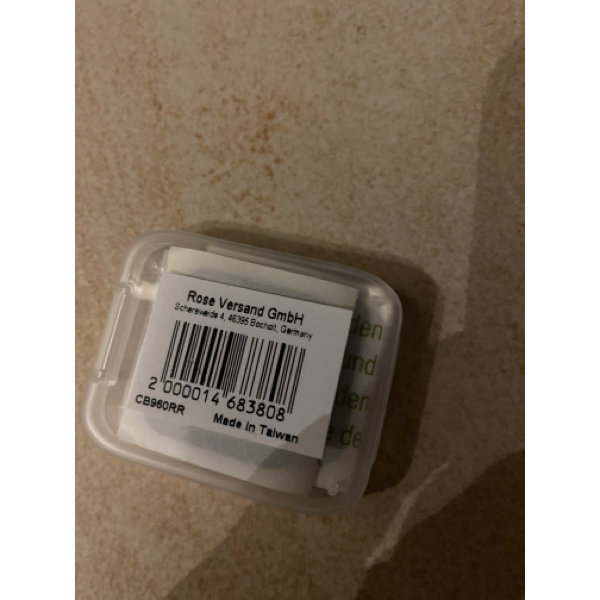 Rose Versand GmbH
Schersweide 4, 46395 Bocholt, Germany
2 000014 683808
CB960RR
Made in Taiwan
den
und
den
de